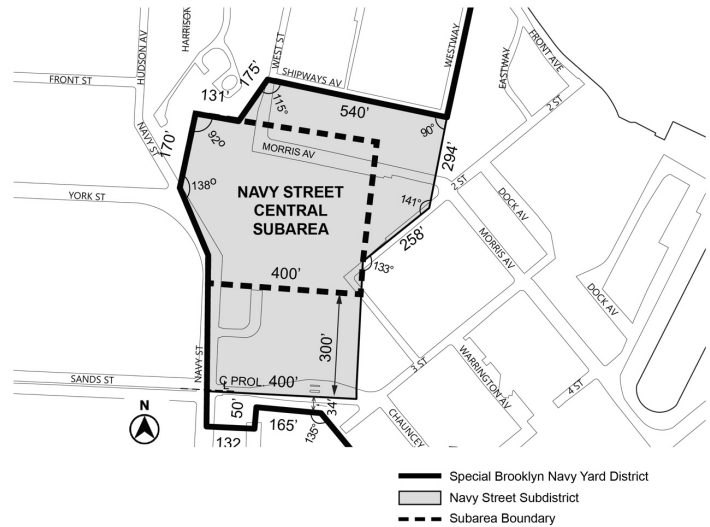 HARRISON
HUDSON AV
WEST ST
SHIPWAYS AV
WESTWAY
EASTWAY
FRONT AVE
FRONT ST
175'
131'
115°
540'
90°
2 ST
NAVY ST
170'
92°
MORRIS AV
294'
138°
YORK ST
NAVY STREET
CENTRAL
SUBAREA
141°
2 ST
DOCK AV
258'
MORRIS AV
133°
400'
DOCK AV
300'
NAVY ST
3 ST
WARRINGTON AV
4 ST
SANDS ST
C PROL. 400'
L
50'
34'
165'
132
135°
CHAUNCEY
N
Special Brooklyn Navy Yard District
Navy Street Subdistrict
Subarea Boundary